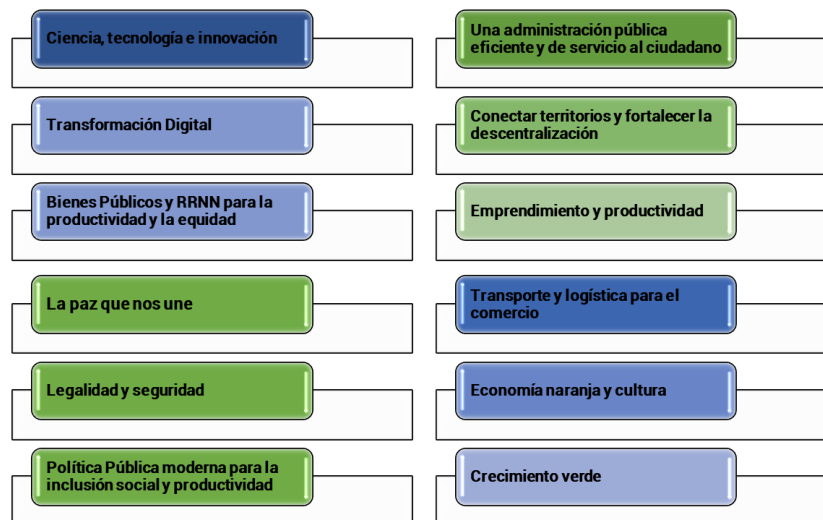 Ciencia, tecnología e innovación
Transformación Digital
Bienes Públicos y RRNN para la
productividad y la equidad
La paz que nos une
Legalidad y seguridad
Política Pública moderna para la
inclusión social y productividad
Una administración pública
eficiente y de servicio al ciudadano
Conectar territorios y fortalecer la
descentralización
Emprendimiento y productividad
Transporte y logística para el
comercio
Economía naranja y cultura
Crecimiento verde